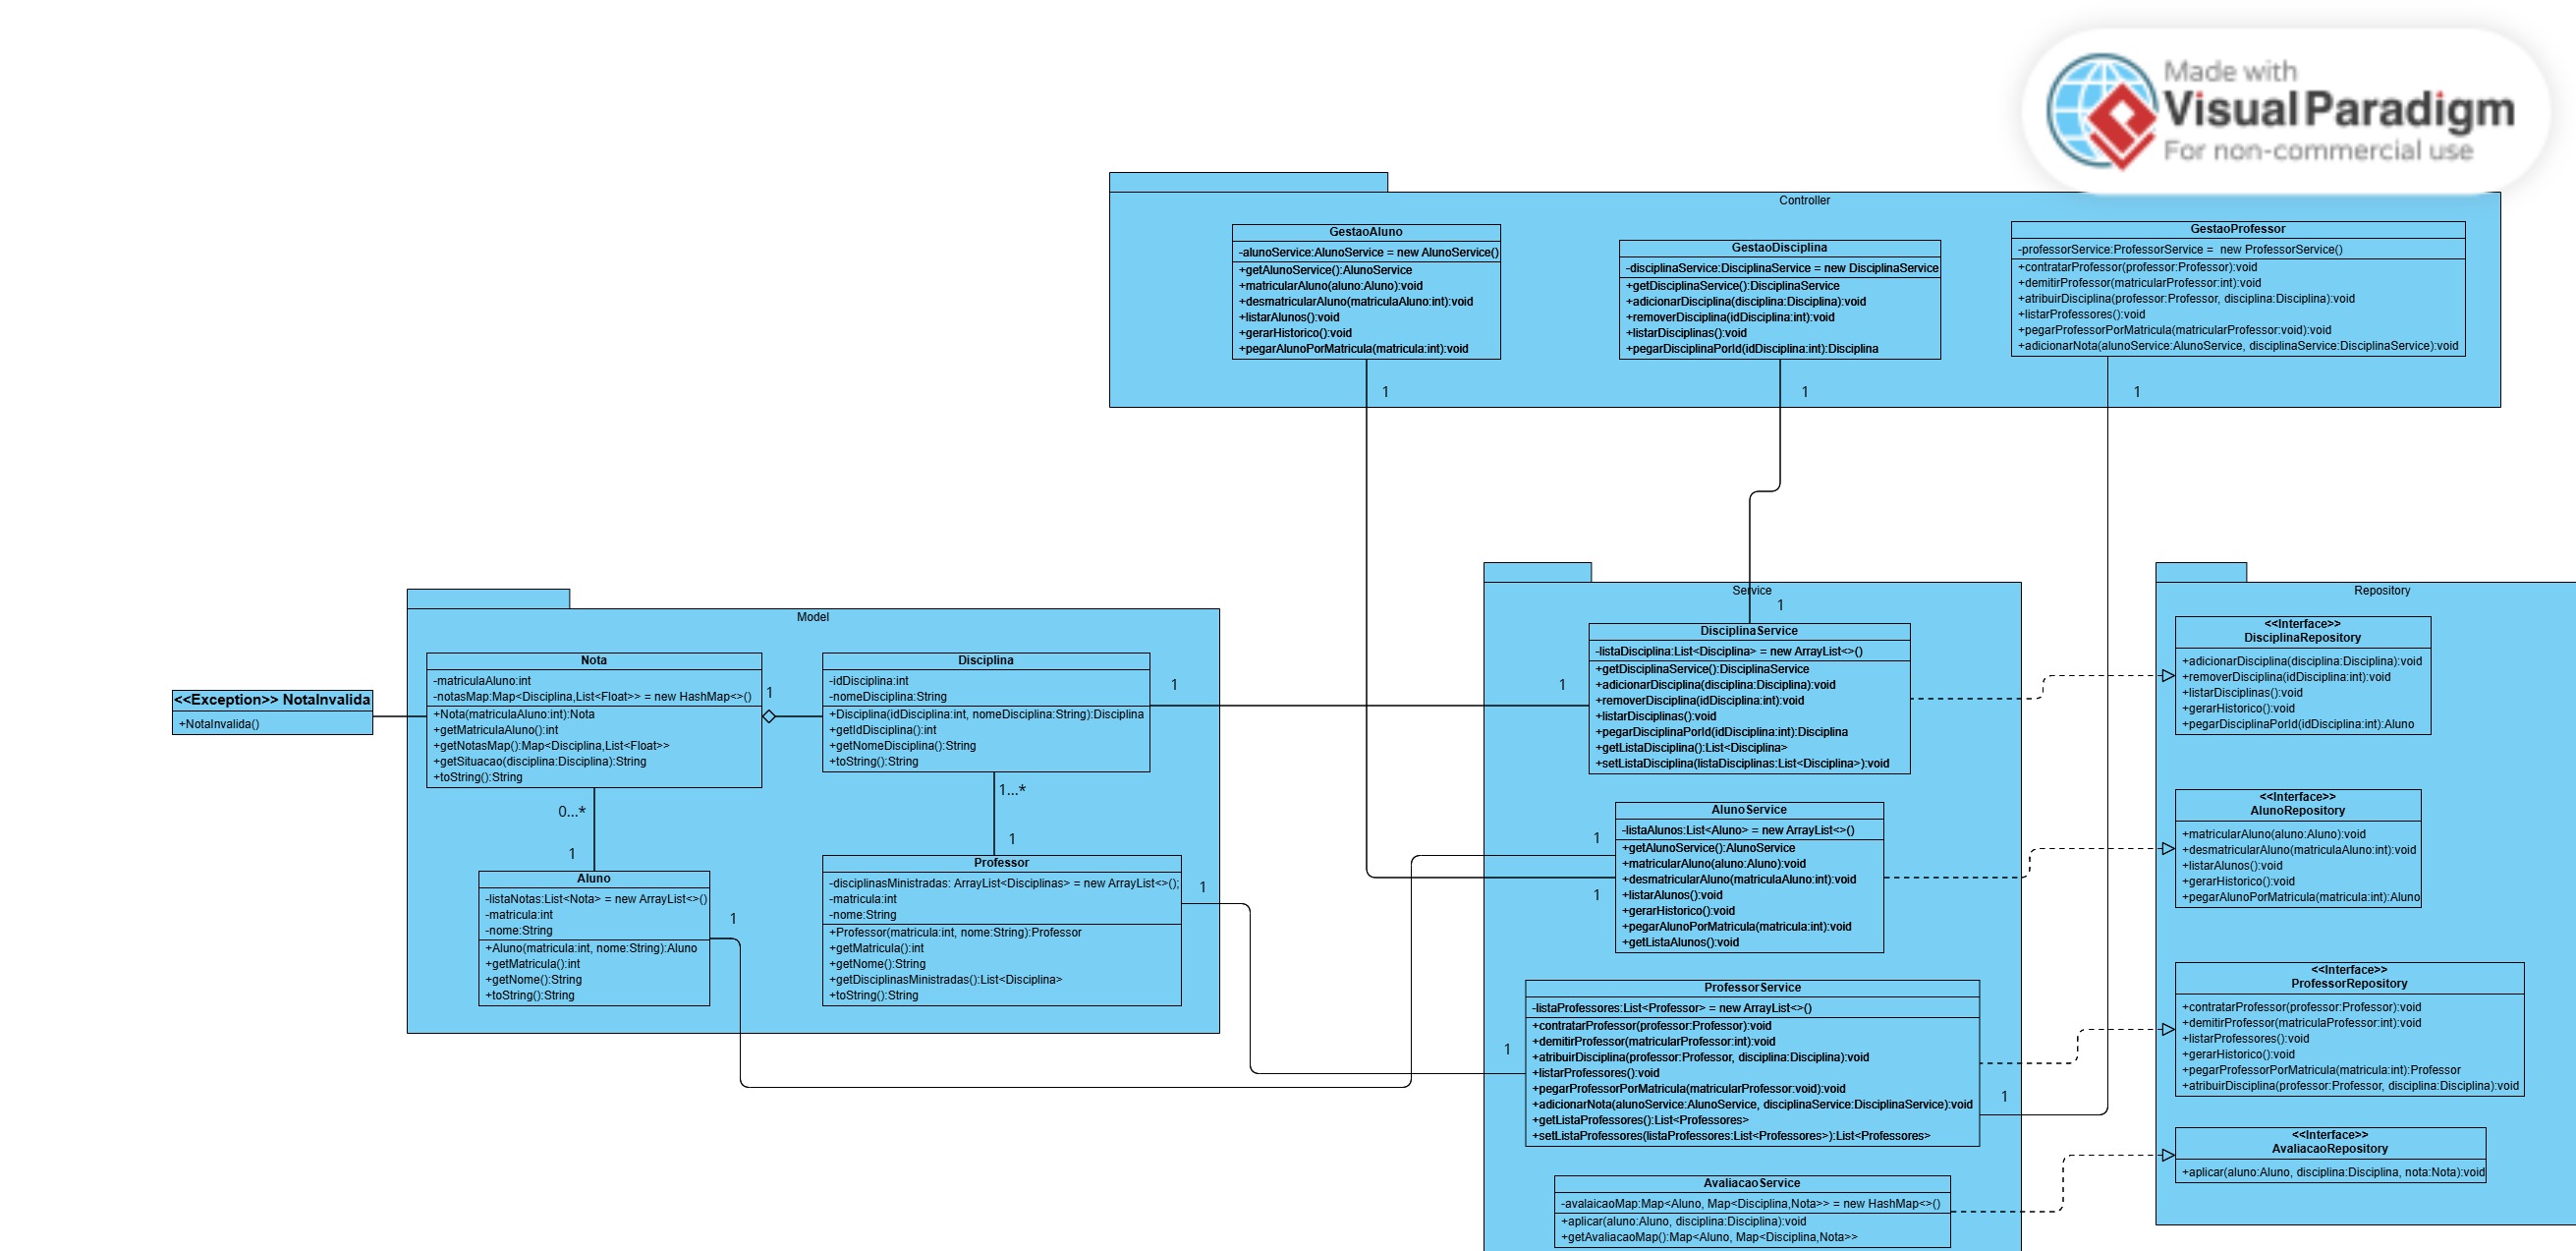 Made with
Visual Paradigm
For non-commercial use
Controller
GestaoAluno
-alunoService:AlunoService = new AlunoService()
+getAlunoService():AlunoService
+matricularAluno(aluno:Aluno):void
+desmatricularAluno(matriculaAluno:int):void
+listarAlunos():void
+gerarHistorico():void
+pegarAlunoPorMatricula(matricula:int):void
1
GestaoDisciplina
-disciplinaService:DisciplinaService = new DisciplinaService
+getDisciplinaService():DisciplinaService
+adicionarDisciplina(disciplina:Disciplina):void
+removerDisciplina(idDisciplina:int):void
+listarDisciplinas():void
+pegarDisciplinaPorId(idDisciplina:int):Disciplina
1
GestaoProfessor
-professorService:ProfessorService =  new ProfessorService()
+contratarProfessor(professor:Professor):void
+demitirProfessor(matricularProfessor:int):void
+atribuirDisciplina(professor:Professor, disciplina:Disciplina):void
+listarProfessores():void
+pegarProfessorPorMatricula(matricularProfessor:void):void
+adicionarNota(alunoService:AlunoService, disciplinaService:DisciplinaService):void
1
<<Exception>> NotaInvalida
+NotaInvalida()
Model
Nota
-matriculaAluno:int
-notasMap:Map<Disciplina,List<Float>> = new HashMap<>()
+Nota(matriculaAluno:int):Nota
+getMatriculaAluno():int
+getNotasMap():Map<Disciplina,List<Float>>
+getSituacao(disciplina:Disciplina):String
+toString():String
1
0...*
1
Disciplina
-idDisciplina:int
-nomeDisciplina:String
+Disciplina(idDisciplina:int, nomeDisciplina:String):Disciplina
+getIdDisciplina():int
+getNomeDisciplina():String
+toString():String
1
1...*
1
Aluno
-listaNotas:List<Nota> = new ArrayList<>()
-matricula:int
-nome:String
+Aluno(matricula:int, nome:String):Aluno
+getMatricula():int
+getNome():String
+toString():String
1
Professor
-disciplinasMinistradas: ArrayList<Disciplinas> = new ArrayList<>();
-matricula:int
-nome:String
+Professor(matricula:int, nome:String):Professor
+getMatricula():int
+getNome():String
+getDisciplinasMinistradas():List<Disciplina>
+toString():String
1
Service
1
DisciplinaService
-listaDisciplina:List<Disciplina> = new ArrayList<>()
+getDisciplinaService():DisciplinaService
+adicionarDisciplina(disciplina:Disciplina):void
+removerDisciplina(idDisciplina:int):void
+listarDisciplinas():void
+pegarDisciplinaPorId(idDisciplina:int):Disciplina
+getListaDisciplina():List<Disciplina>
+setListaDisciplina(listaDisciplinas:List<Disciplina>):void
1
AlunoService
-listaAlunos:List<Aluno> = new ArrayList<>()
+getAlunoService():AlunoService
+matricularAluno(aluno:Aluno):void
+desmatricularAluno(matriculaAluno:int):void
+listarAlunos():void
+gerarHistorico():void
+pegarAlunoPorMatricula(matricula:int):void
+getListaAlunos():void
1
1
ProfessorService
-listaProfessores:List<Professor> = new ArrayList<>()
+contratarProfessor(professor:Professor):void
+demitirProfessor(matricularProfessor:int):void
+atribuirDisciplina(professor:Professor, disciplina:Disciplina):void
+listarProfessores():void
+pegarProfessorPorMatricula(matricularProfessor:void):void
+adicionarNota(alunoService:AlunoService, disciplinaService:DisciplinaService):void
+getListaProfessores():List<Professores>
+setListaProfessores(listaProfessores:List<Professores>):List<Professores>
1
1
AvaliacaoService
-avalaicaoMap:Map<Aluno, Map<Disciplina,Nota>> = new HashMap<>()
+aplicar(aluno:Aluno, disciplina:Disciplina):void
+getAvaliacaoMap():Map<Aluno, Map<Disciplina,Nota>>
Repository
<<Interface>>
DisciplinaRepository
+adicionarDisciplina(disciplina:Disciplina):void
+removerDisciplina(idDisciplina:int):void
+listarDisciplinas():void
+gerarHistorico():void
+pegarDisciplinaPorId(idDisciplina:int):Aluno
<<Interface>>
AlunoRepository
+matricularAluno(aluno:Aluno):void
+desmatricularAluno(matriculaAluno:int):void
+listarAlunos():void
+gerarHistorico():void
+pegarAlunoPorMatricula(matricula:int):Aluno
<<Interface>>
ProfessorRepository
+contratarProfessor(professor:Professor):void
+demitirProfessor(matriculaProfessor:int):void
+listarProfessores():void
+gerarHistorico():void
+pegarProfessorPorMatricula(matricula:int):Professor
+atribuirDisciplina(professor:Professor, disciplina:Disciplina):void
<<Interface>>
AvaliacaoRepository
+aplicar(aluno:Aluno, disciplina:Disciplina, nota:Nota):void